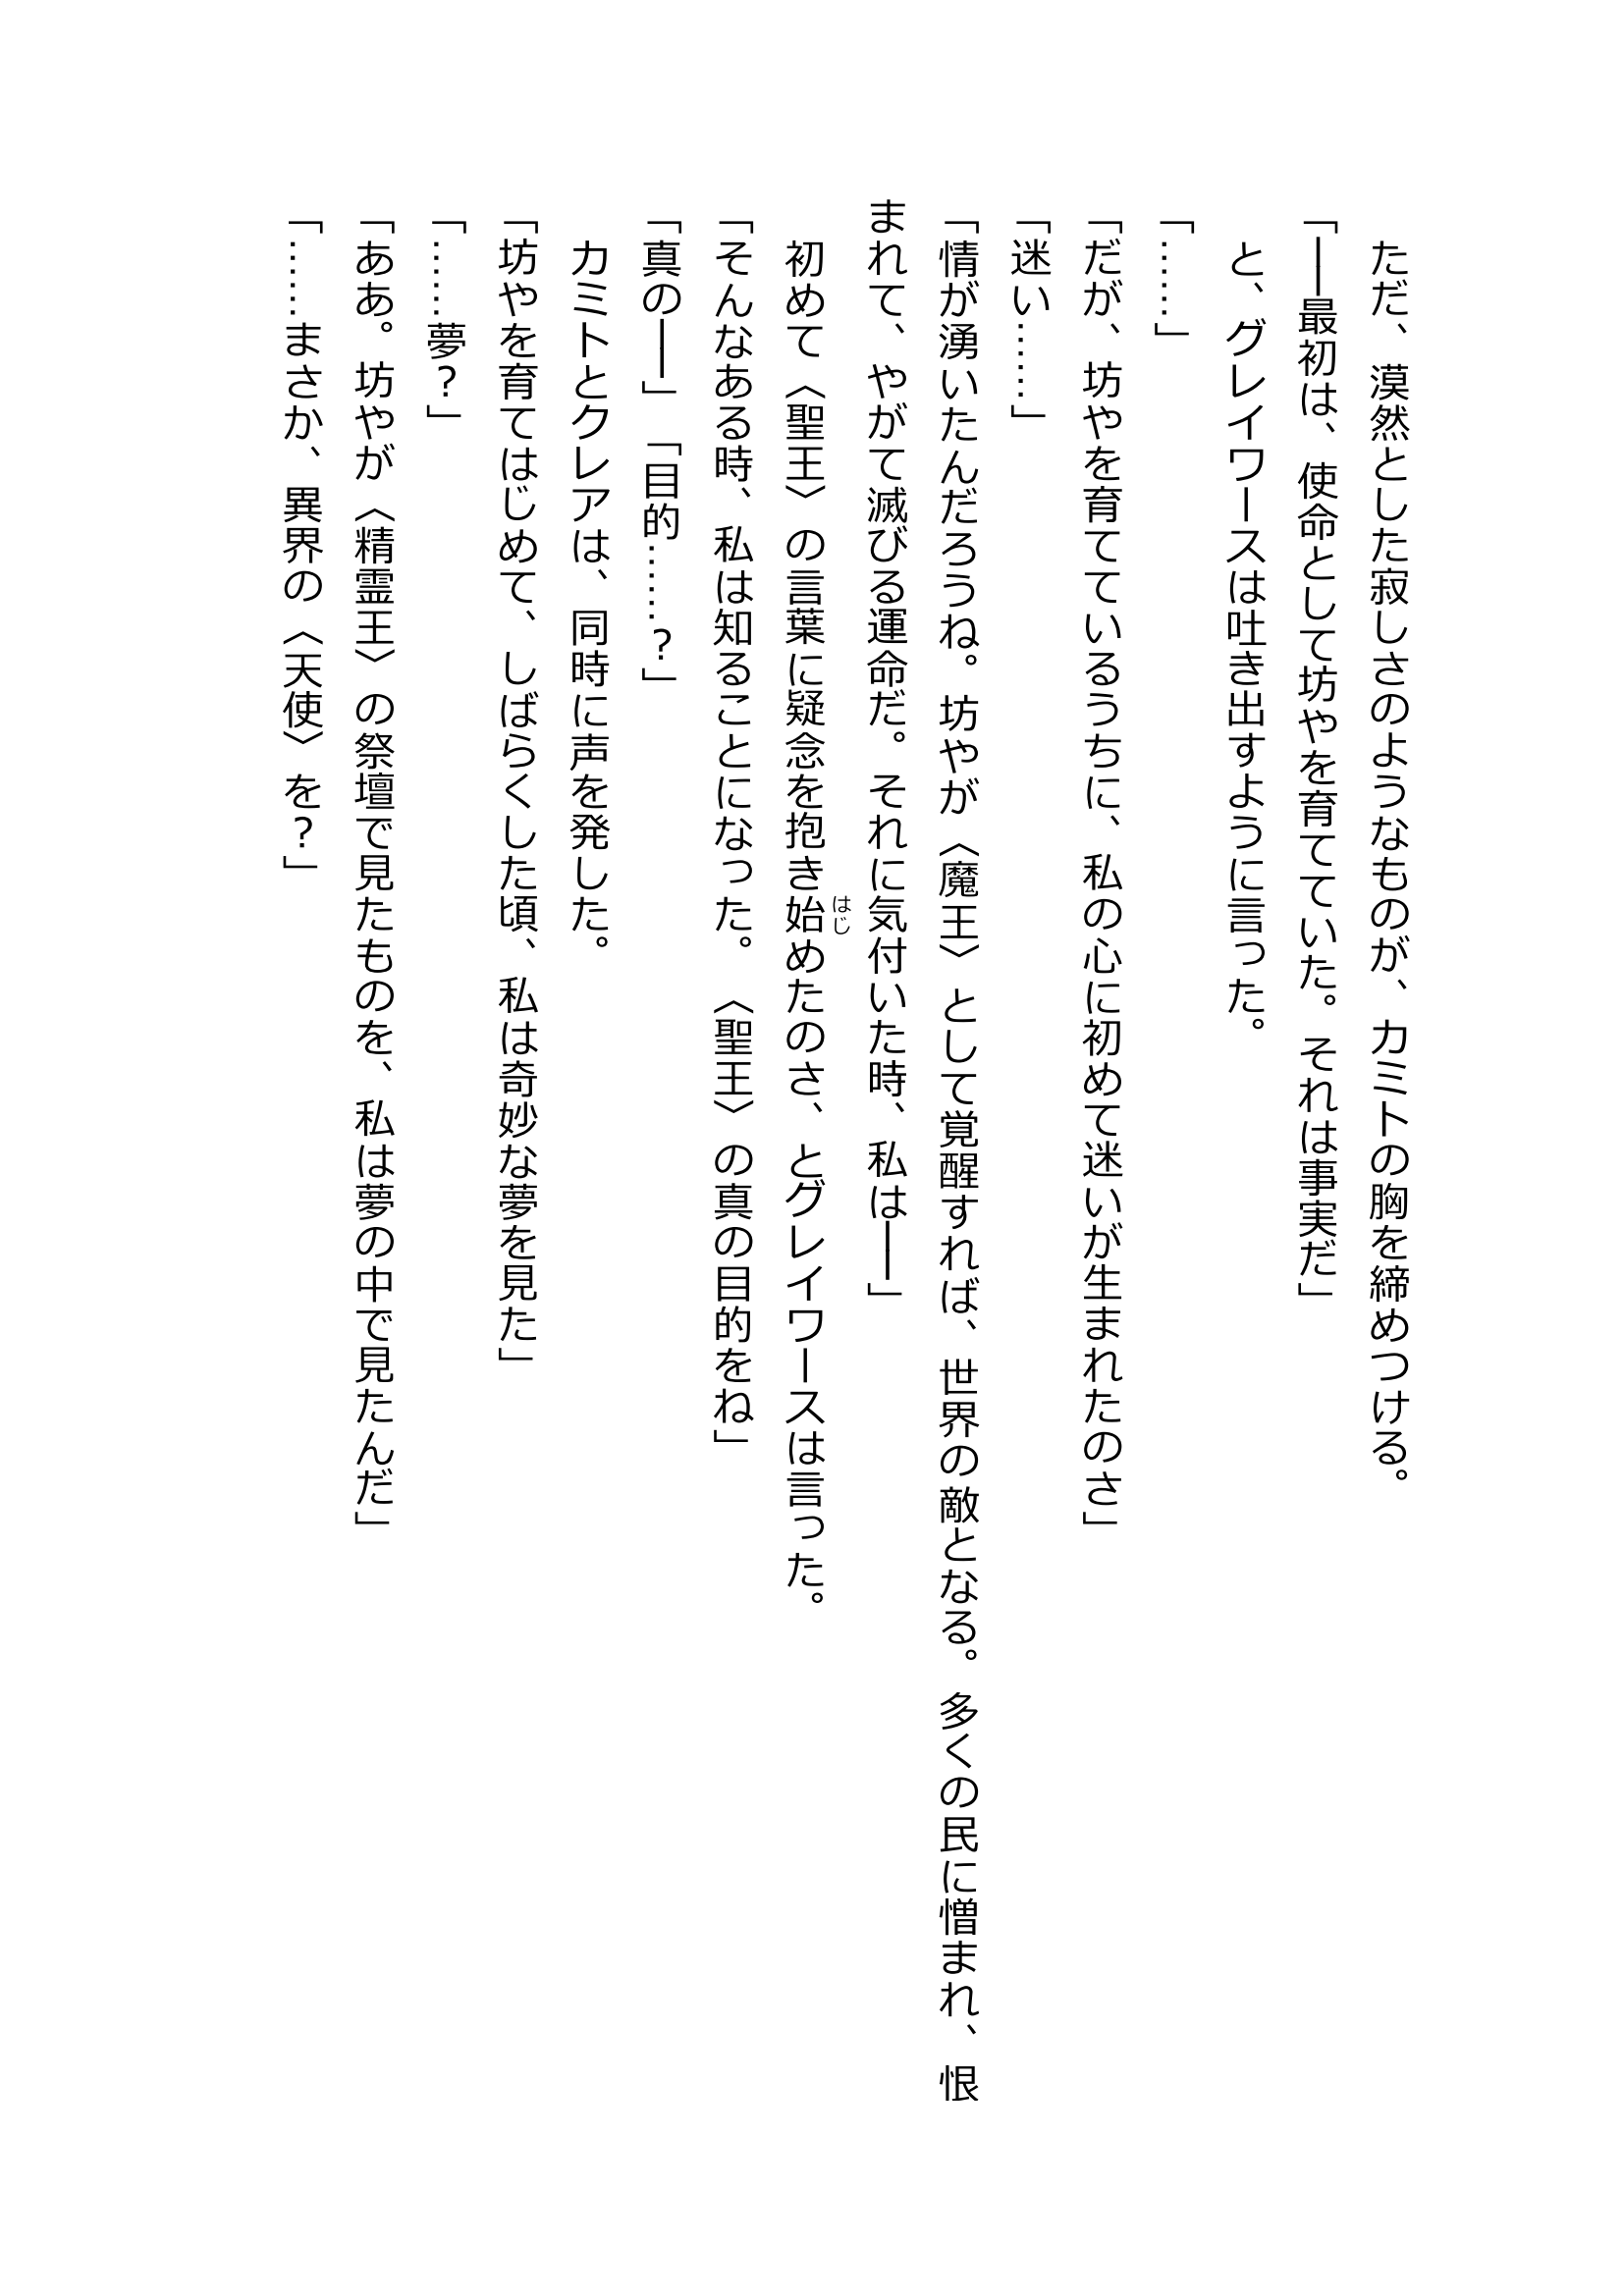 ただ、漠然とした寂しさのようなものが、カミトの胸を締めつける。
「──最初は、使命として坊やを育てていた。それは事実だ」
　と、グレイワースは吐き出すように言った。
「……」
「だが、坊やを育てているうちに、私の心に初めて迷いが生まれたのさ」
「迷い……」
「情が湧いたんだろうね。坊やが〈魔王〉として覚醒すれば、世界の敵となる。多くの民に憎まれ、恨
まれて、やがて滅びる運命だ。それに気付いた時、私は──」
　初めて〈聖王〉の言葉に疑念を抱き始めたのさ、とグレイワースは言った。
はじ
「そんなある時、私は知ることになった。〈聖王〉の真の目的をね」
「真の──」「目的……？」
　カミトとクレアは、同時に声を発した。
「坊やを育てはじめて、しばらくした頃、私は奇妙な夢を見た」
「……夢？」
「ああ。坊やが〈精霊王〉の祭壇で見たものを、私は夢の中で見たんだ」
「……まさか、異界の〈天使〉を？」